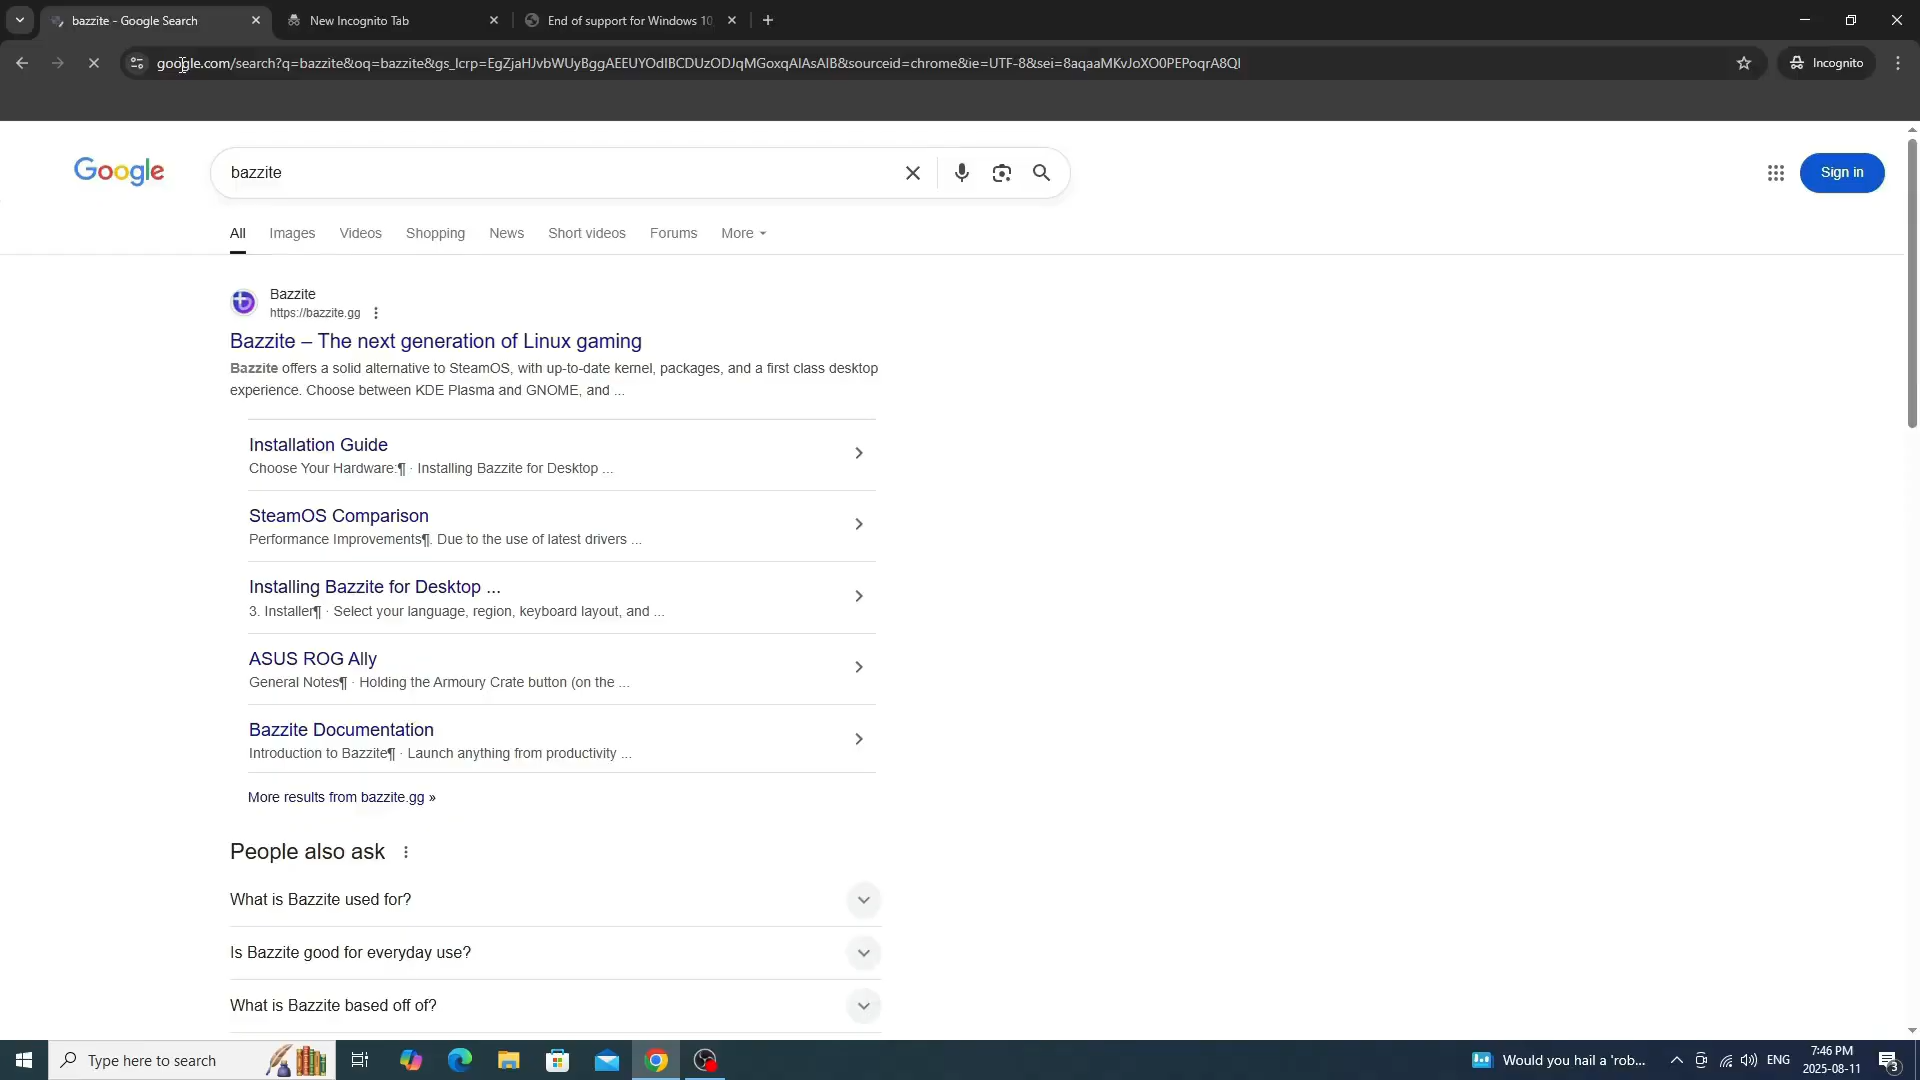 bazzite - Google Search
New Incognito Tab
End of support for Windows 10
google.com/search?q=bazzite&oq=bazzite&gs_lcrp=EgZjaHJvbWUyBggAEEUYOdIBCDUzODJqMGoxqAIAsAIB&sourceid=chrome&ie=UTF-8&sei=8aqaaMKvJoXO0PEPoqrA8QI
Incognito
Google
bazzite
Sign in
All
Images
Videos
Shopping
News
Short videos
Forums
More
Bazzite
https://bazzite.gg
Bazzite – The next generation of Linux gaming
Bazzite offers a solid alternative to SteamOS, with up-to-date kernel, packages, and a first class desktop
experience. Choose between KDE Plasma and GNOME, and ...
Installation Guide
Choose Your Hardware:¶ · Installing Bazzite for Desktop ...
SteamOS Comparison
Performance Improvements¶. Due to the use of latest drivers ...
Installing Bazzite for Desktop ...
3. Installer¶ · Select your language, region, keyboard layout, and ...
ASUS ROG Ally
General Notes¶ · Holding the Armoury Crate button (on the ...
Bazzite Documentation
Introduction to Bazzite¶ · Launch anything from productivity ...
More results from bazzite.gg »
People also ask
What is Bazzite used for?
Is Bazzite good for everyday use?
What is Bazzite based off of?
Type here to search
Would you hail a 'rob...
ENG
7:46 PM
2025-08-11
3